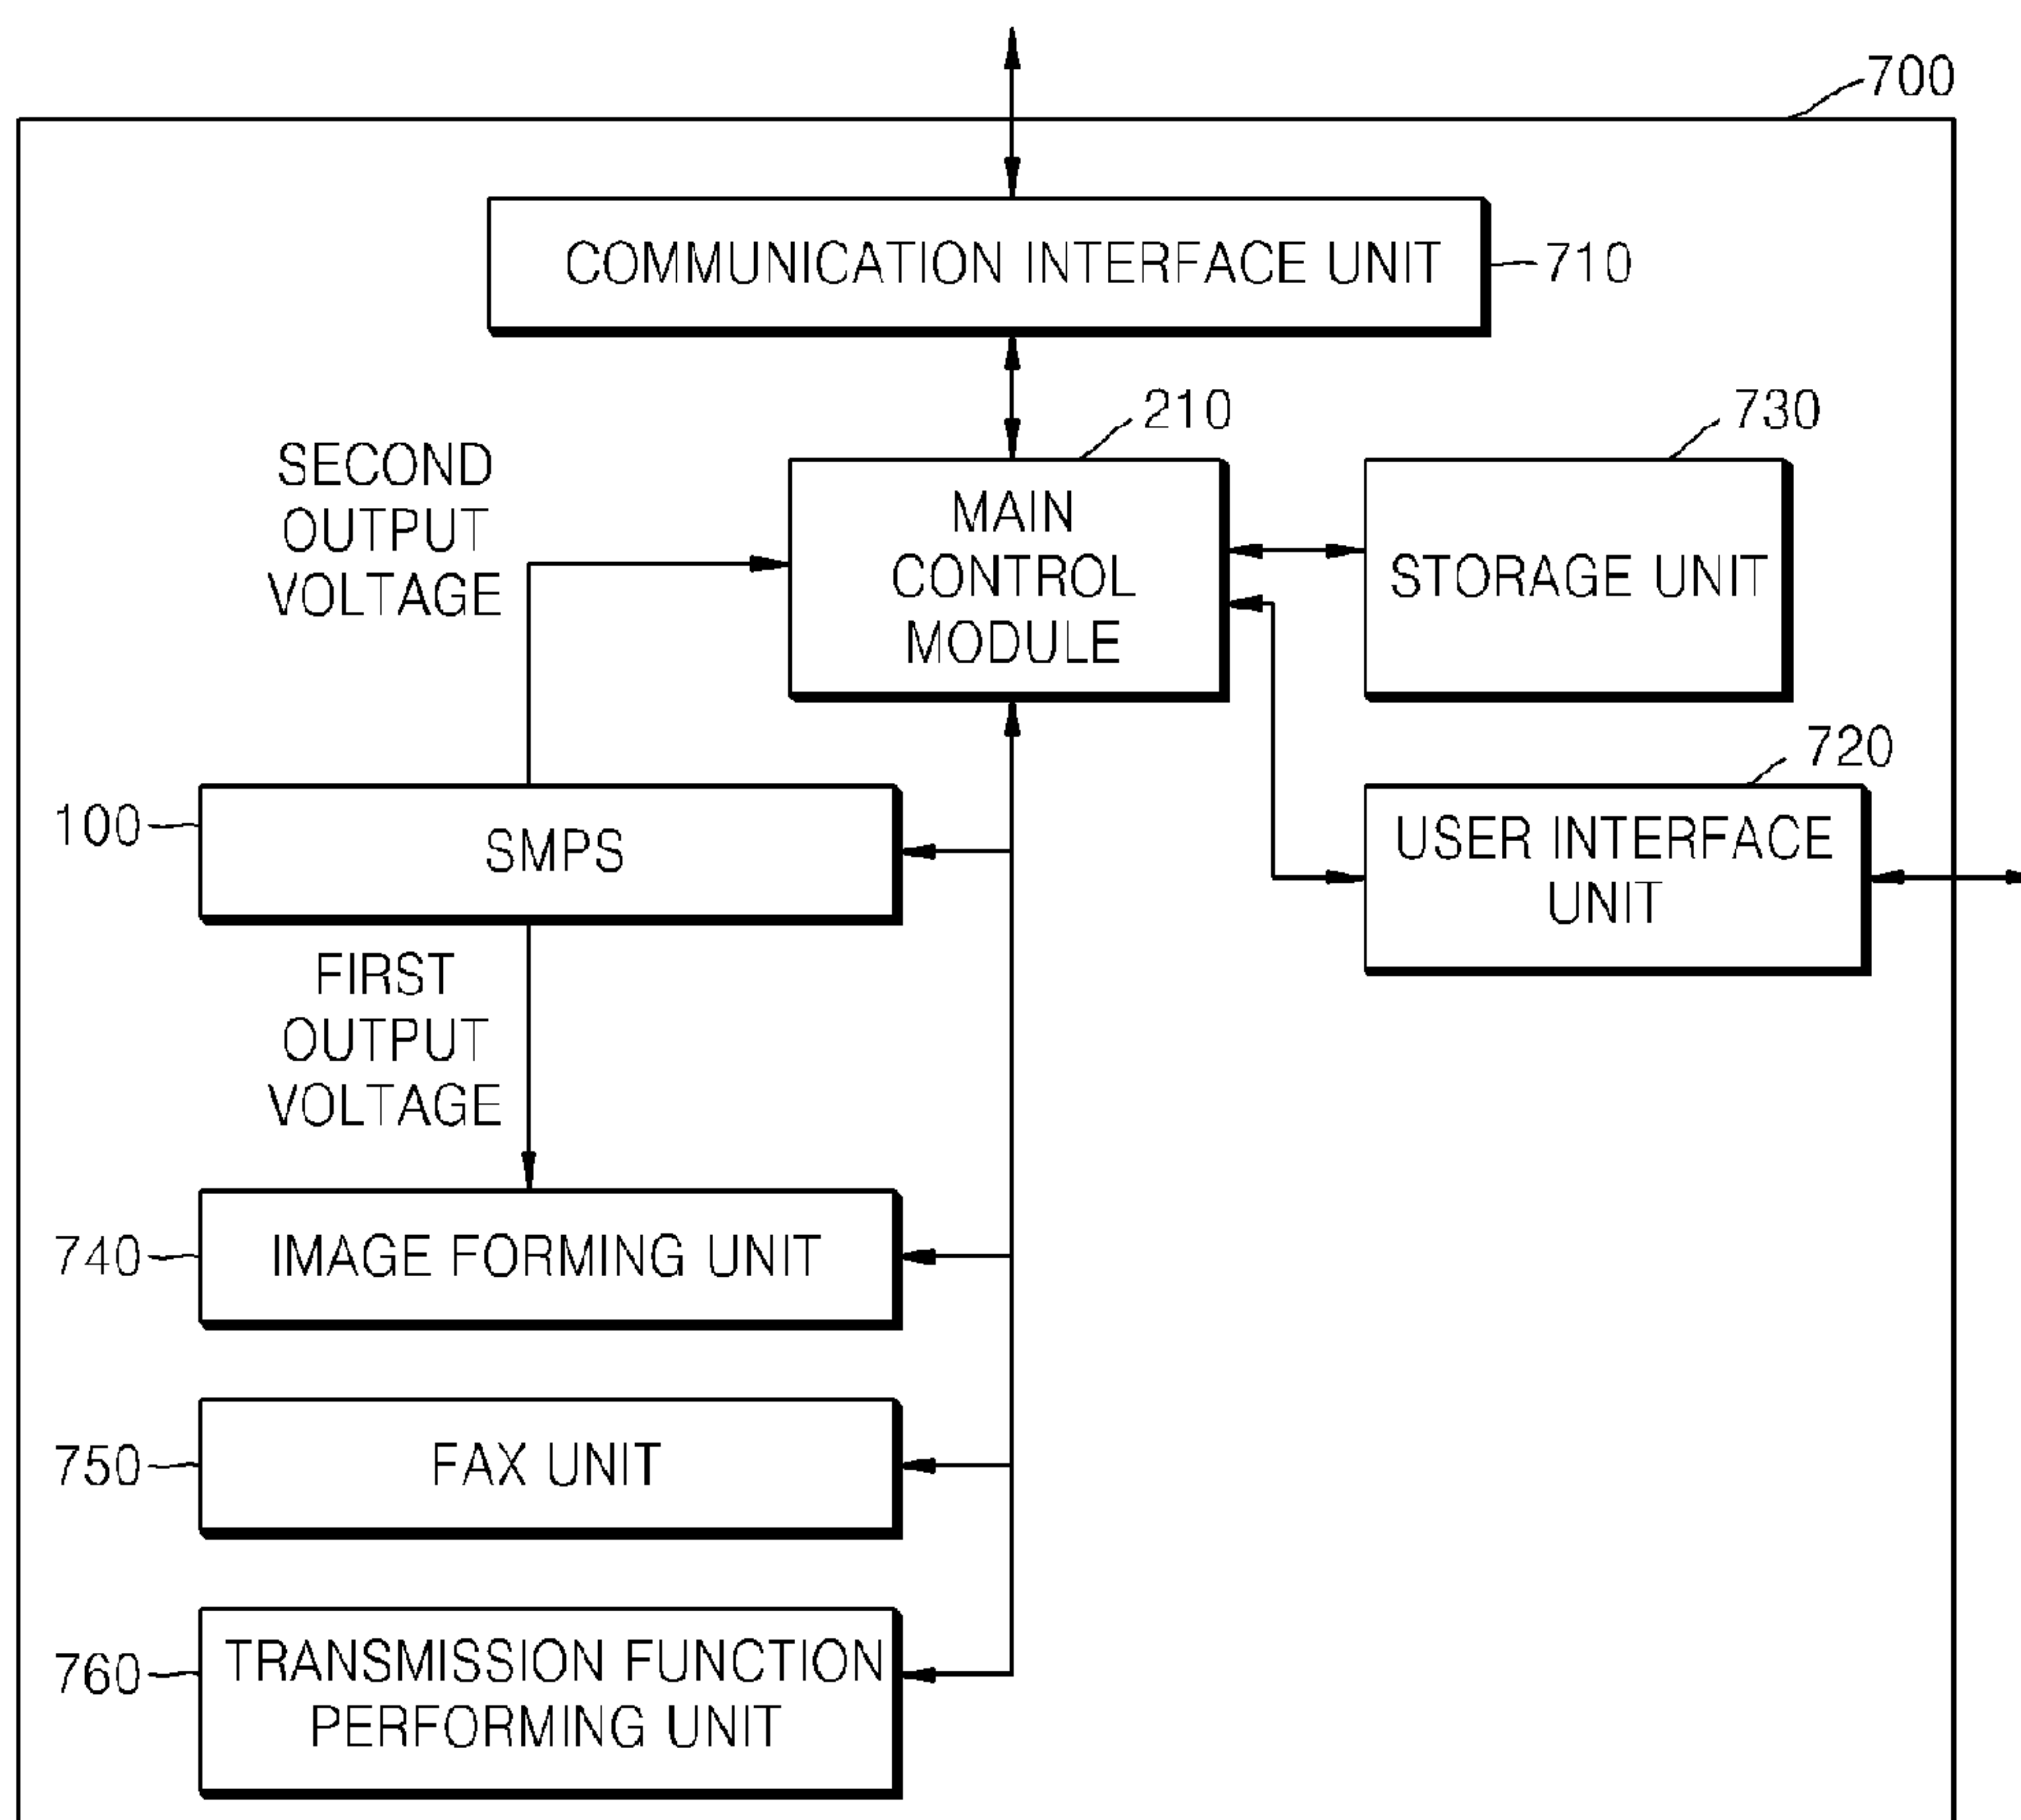 700
COMMUNICATION INTERFACE UNIT
710
210
730
SECOND
OUTPUT
VOLTAGE
MAIN
CONTROL
MODULE
STORAGE UNIT
720
100
SMPS
USER INTERFACE
UNIT
FIRST
OUTPUT
VOLTAGE
740
IMAGE FORMING UNIT
750
FAX UNIT
760
TRANSMISSION FUNCTION
PERFORMING UNIT